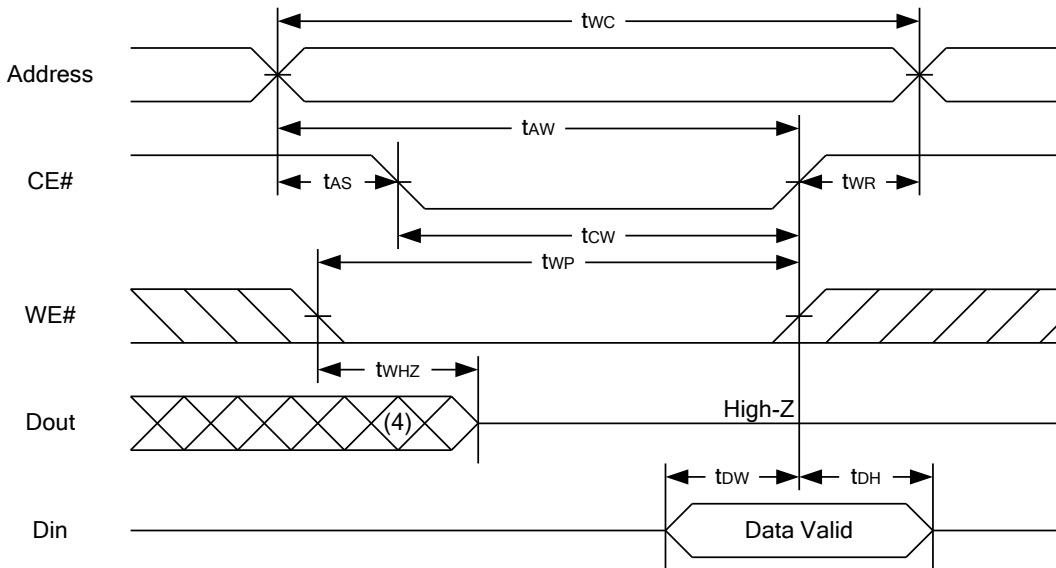 tWC
Address
tAW
CE#
tAS
tWR
tCW
tWP
WE#
tWHZ
Dout
(4)
High-Z
tDW
tDH
Din
Data Valid